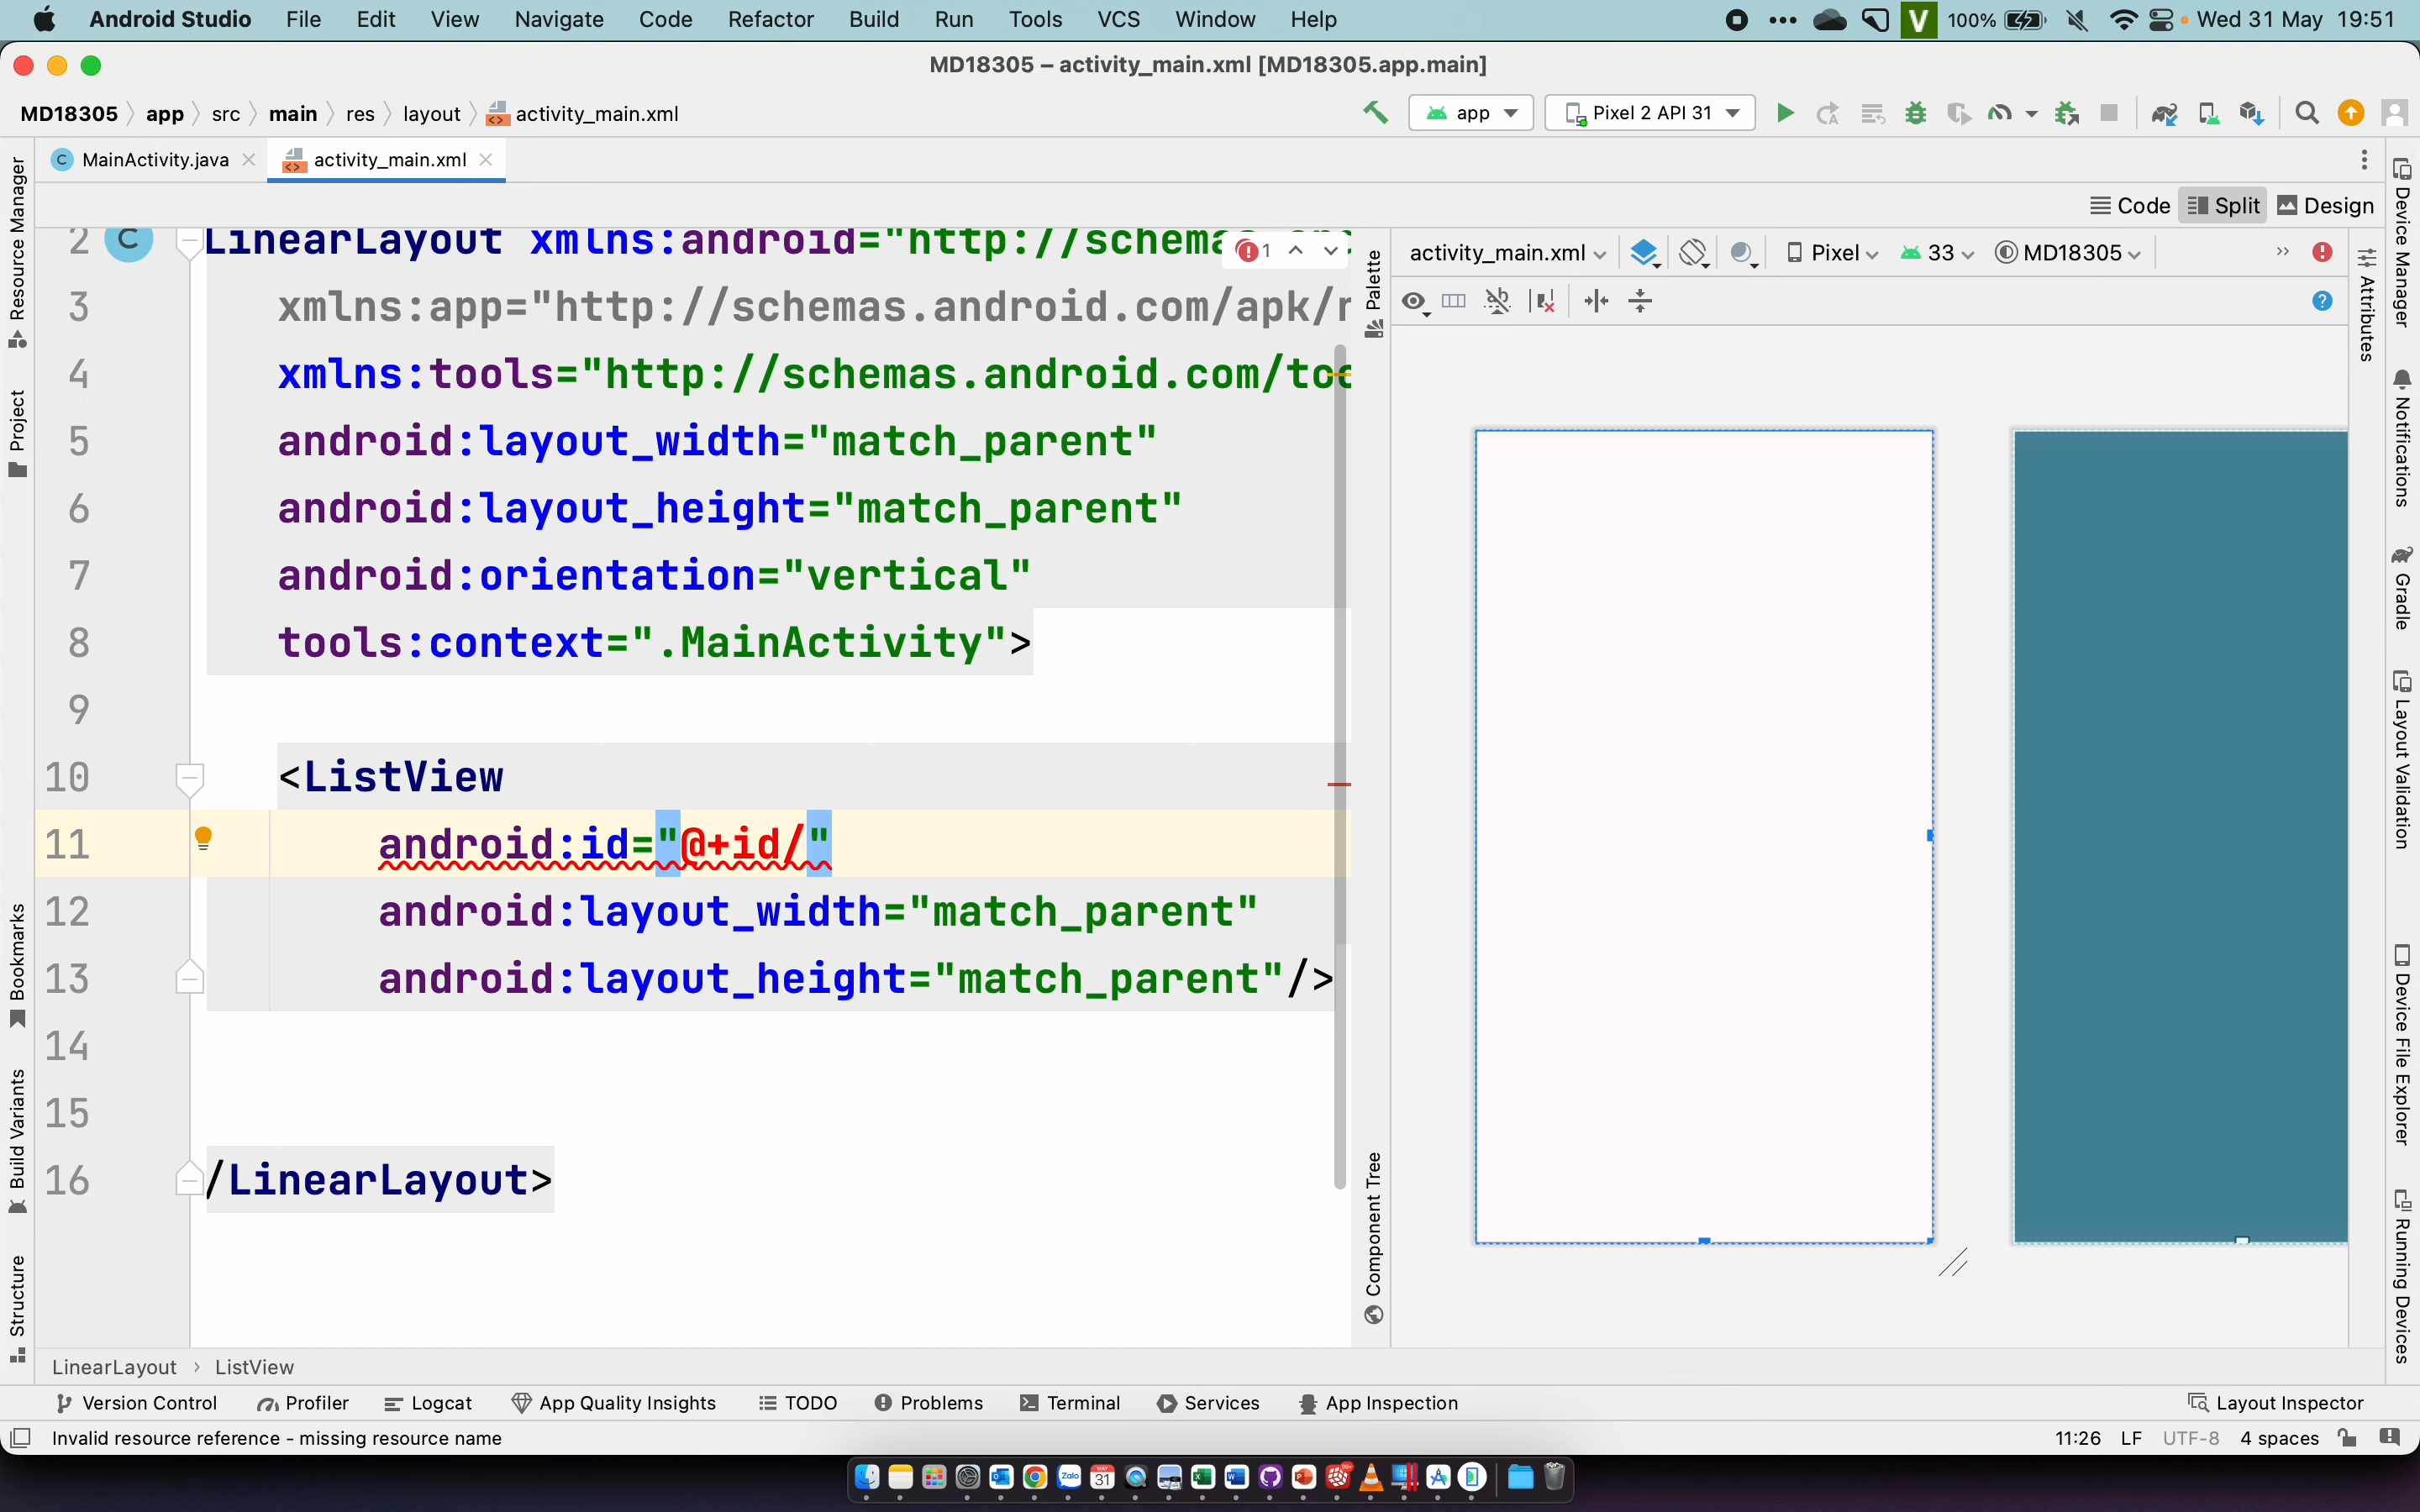 Android Studio File Edit View Navigate Code Refactor Build Run Tools VCS Window Help V 100% Wed 31 May 19:51
MD18305 – activity_main.xml [MD18305.app.main]
MD18305 app src main res layout activity_main.xml app Pixel 2 API 31
MainActivity.java activity_main.xml
Code Split Design
2 LinearLayout xmlns:android="http://schemas
1
3 xmlns:app="http://schemas.android.com/apk/r
4 xmlns:tools="http://schemas.android.com/too
5 android:layout_width="match_parent"
6 android:layout_height="match_parent"
7 android:orientation="vertical"
8 tools:context=".MainActivity">
9
10 <ListView
11 android:id="@+id/"
12 android:layout_width="match_parent"
13 android:layout_height="match_parent"/>
14
15
16 /LinearLayout>
activity_main.xml Pixel 33 MD18305
Resource Manager
Project
Bookmarks
Build Variants
Structure
Palette
Component Tree
Attributes
Device Manager
Notifications
Gradle
Layout Validation
Device File Explorer
Running Devices
LinearLayout › ListView
Version Control Profiler Logcat App Quality Insights TODO Problems Terminal Services App Inspection Layout Inspector
Invalid resource reference - missing resource name 11:26 LF UTF-8 4 spaces
Zalo
31